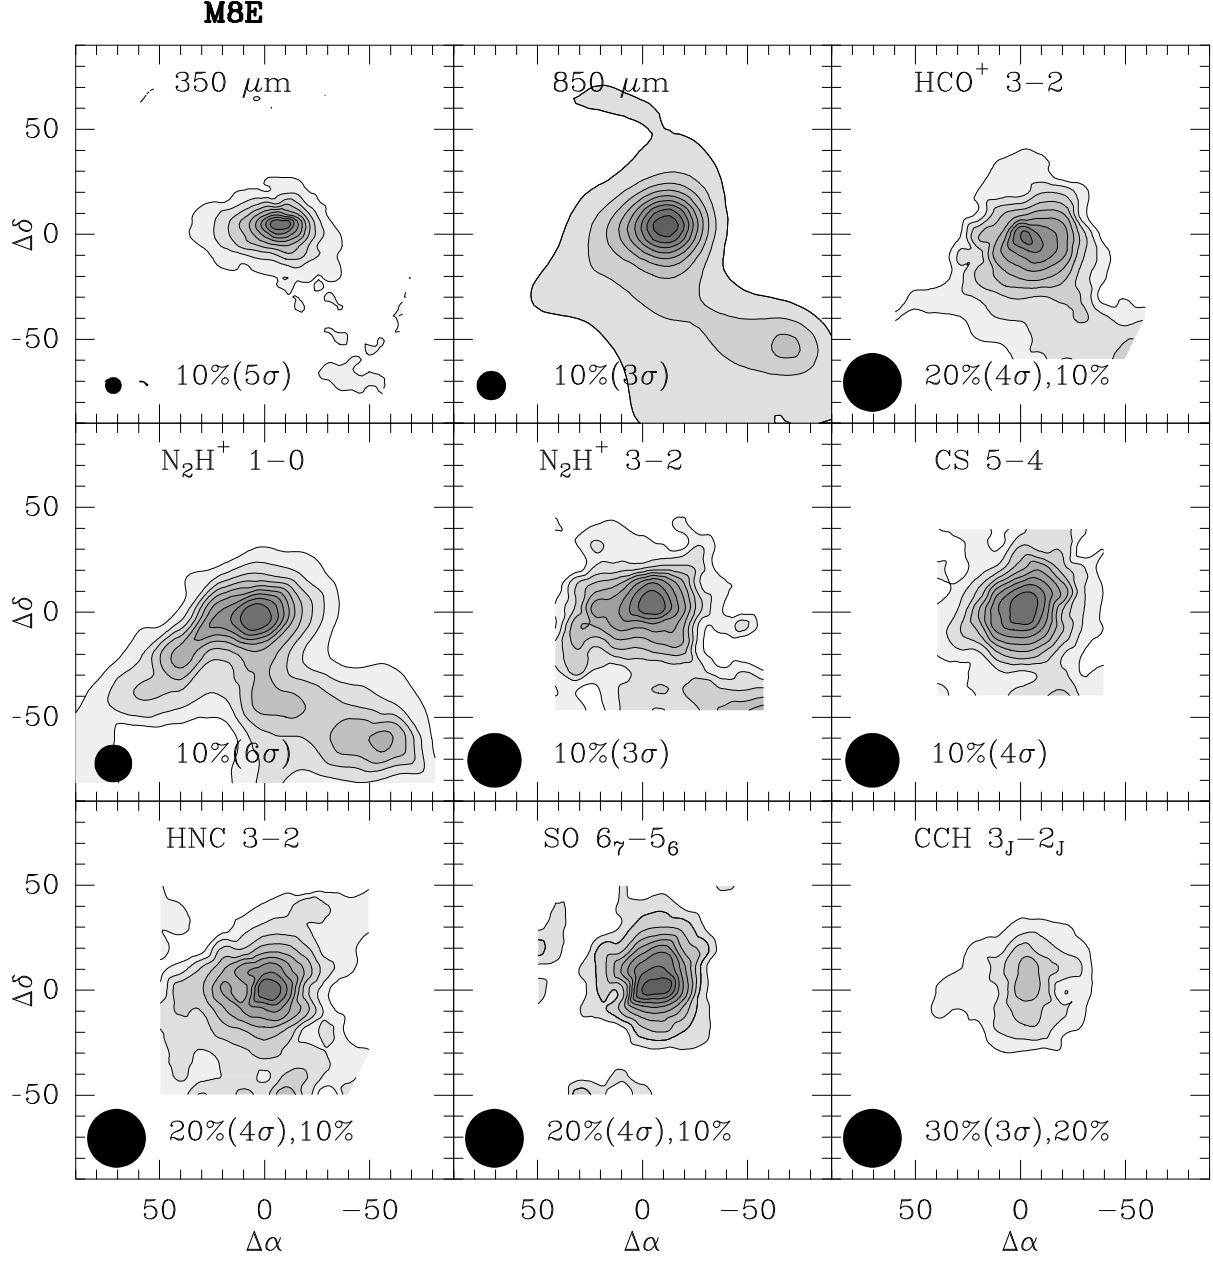 M8E
350 μm
850 μm
HCO⁺ 3−2
50
Δδ 0
-50
10%(5σ)
10%(3σ)
20%(4σ),10%
N₂H⁺ 1−0
N₂H⁺ 3−2
CS 5−4
50
Δδ 0
-50
10%(6σ)
10%(3σ)
10%(4σ)
HNC 3−2
SO 6₇−5₆
CCH 3_J−2_J
50
Δδ 0
-50
20%(4σ),10%
20%(4σ),10%
30%(3σ),20%
50 0 −50 50 0 −50 50 0 −50
Δα Δα Δα